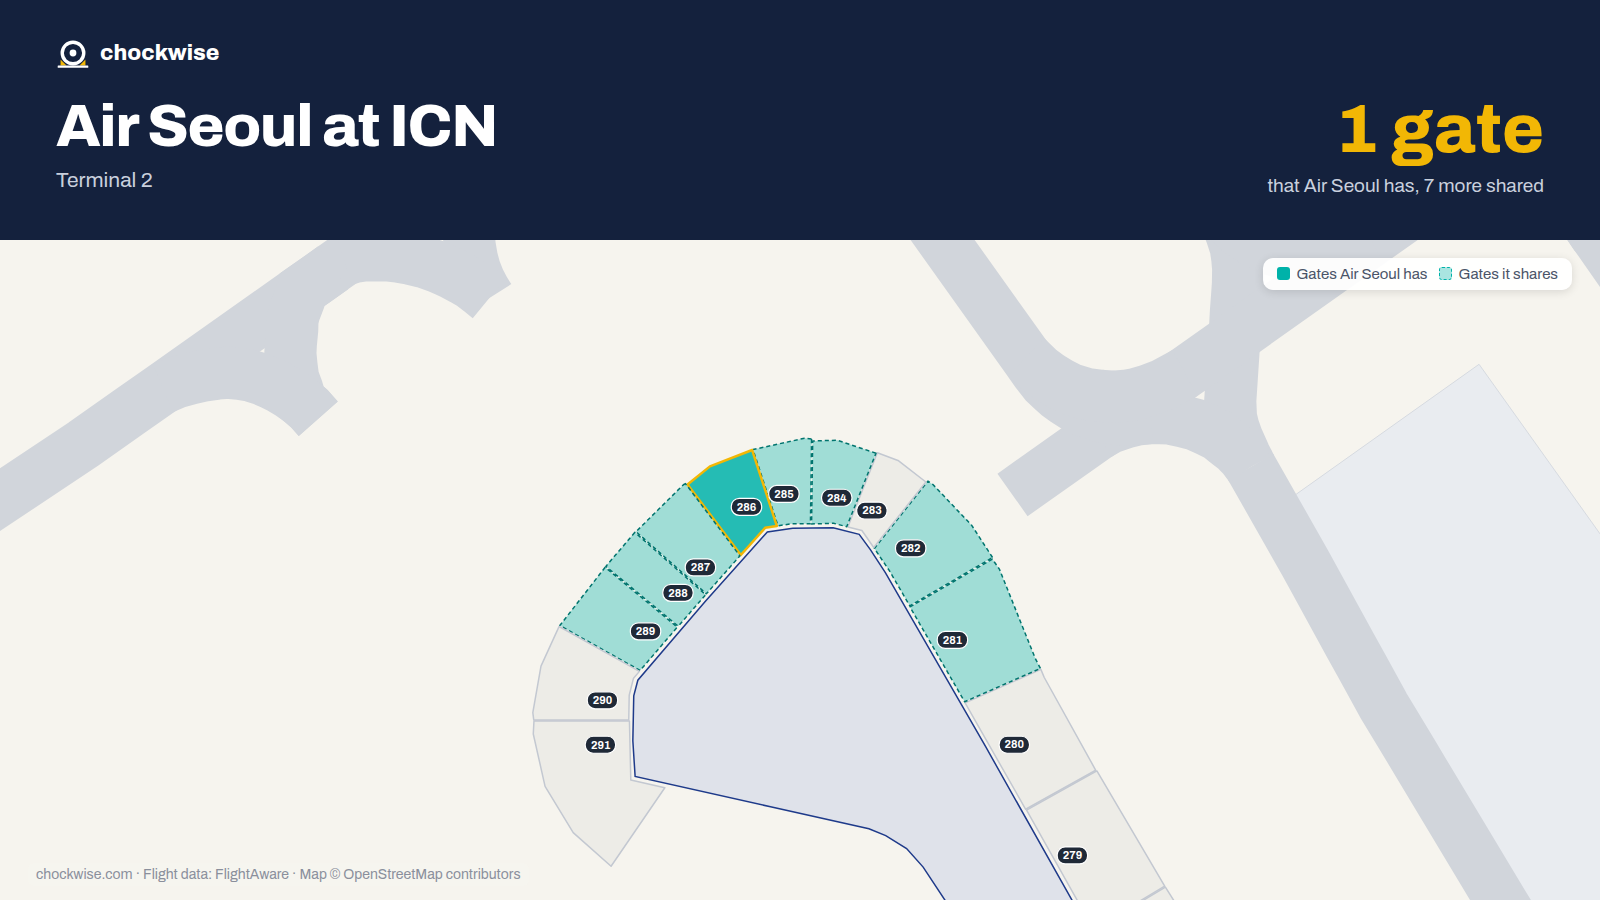 chockwise
Air Seoul at ICN
Terminal 2
1 gate
that Air Seoul has, 7 more shared
Gates Air Seoul has
Gates it shares
286
285
284
283
282
287
288
289
281
290
291
280
279
chockwise.com · Flight data: FlightAware · Map © OpenStreetMap contributors